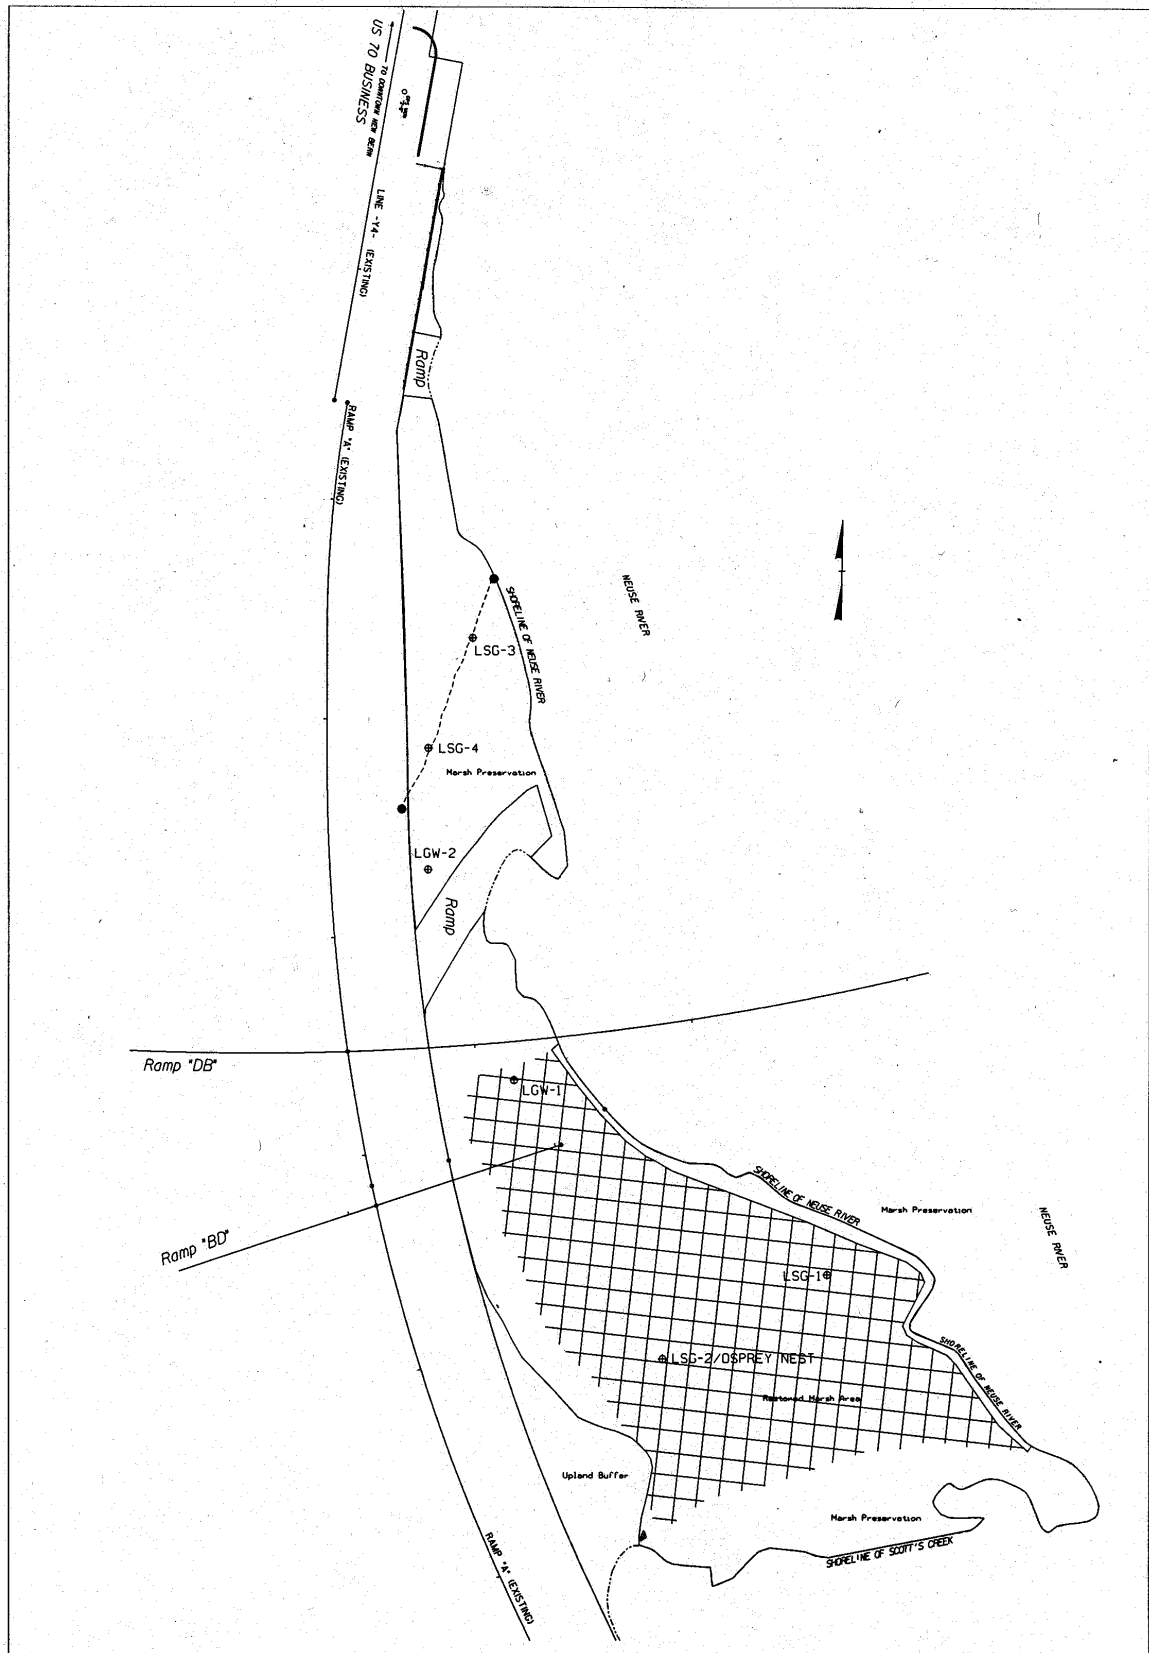 TO DOWNTOWN NEW BERN
US 70 BUSINESS
LINE -Y4- (EXISTING)
Ramp
RAMP "A" (EXISTING)
NEUSE RIVER
SHORELINE OF NEUSE RIVER
LSG-3
LSG-4
Marsh Preservation
LGW-2
Ramp
Ramp "DB"
LGW-1
SHORELINE OF NEUSE RIVER
Marsh Preservation
NEUSE RIVER
Ramp "BD"
LSG-1
SHORELINE OF NEUSE RIVER
LSG-2/OSPREY NEST
Restored Marsh Area
Upland Buffer
Marsh Preservation
SHORELINE OF SCOTT'S CREEK
RAMP "A" (EXISTING)